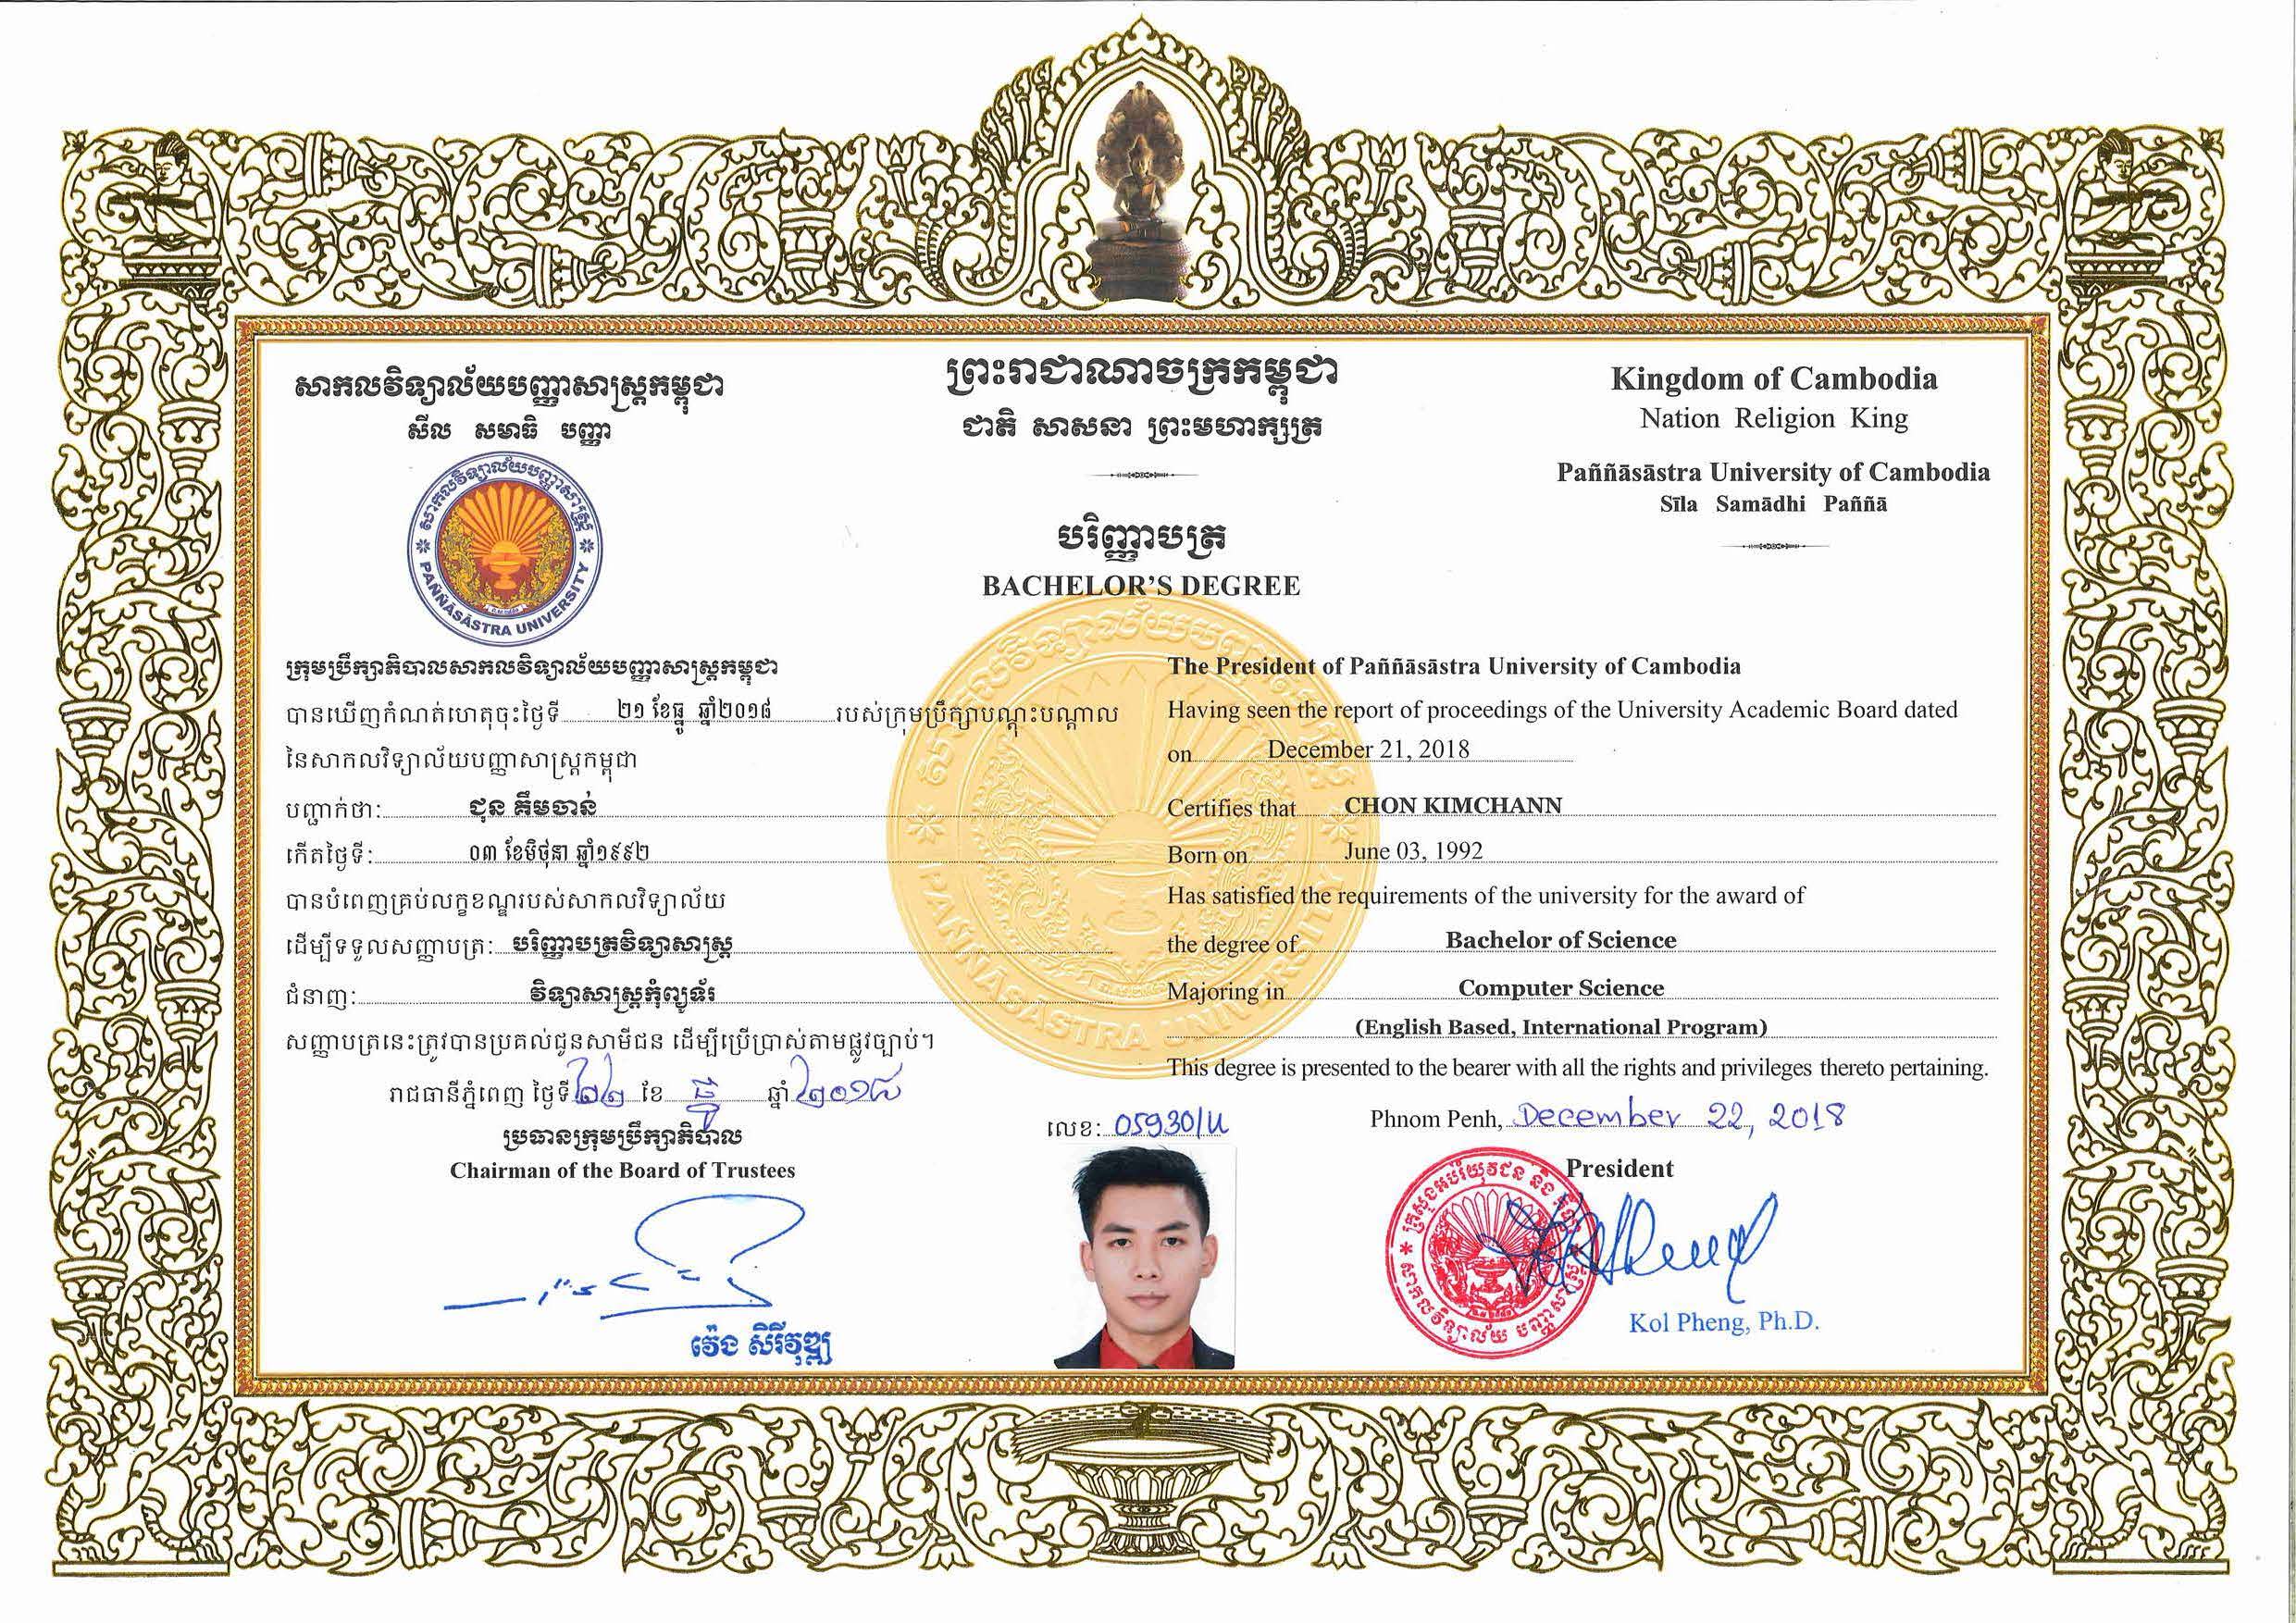 សាកលវិទ្យាល័យបញ្ញាសាស្ត្រកម្ពុជា
សីល សមាធិ បញ្ញា
សាកលវិទ្យាល័យបញ្ញាសាស្ត្រ
PAÑÑĀSĀSTRA UNIVERSITY
ព្រះរាជាណាចក្រកម្ពុជា
ជាតិ សាសនា ព្រះមហាក្សត្រ
Kingdom of Cambodia
Nation Religion King
Paññāsāstra University of Cambodia
Sīla Samādhi Paññā
បរិញ្ញាបត្រ
BACHELOR'S DEGREE
ក្រុមប្រឹក្សាភិបាលសាកលវិទ្យាល័យបញ្ញាសាស្ត្រកម្ពុជា
បានឃើញកំណត់ហេតុចុះថ្ងៃទី ២១ ខែធ្នូ ឆ្នាំ២០១៨ របស់ក្រុមប្រឹក្សាបណ្តុះបណ្តាល
នៃសាកលវិទ្យាល័យបញ្ញាសាស្ត្រកម្ពុជា
បញ្ជាក់ថា: ជុន គឹមចាន់
កើតថ្ងៃទី: ០៣ ខែមិថុនា ឆ្នាំ១៩៩២
បានបំពេញគ្រប់លក្ខខណ្ឌរបស់សាកលវិទ្យាល័យ
ដើម្បីទទួលសញ្ញាបត្រ: បរិញ្ញាបត្រវិទ្យាសាស្ត្រ
ជំនាញ: វិទ្យាសាស្ត្រកុំព្យូទ័រ
សញ្ញាបត្រនេះត្រូវបានប្រគល់ជូនសាមីជន ដើម្បីប្រើប្រាស់តាមផ្លូវច្បាប់។
រាជធានីភ្នំពេញ ថ្ងៃទី ២២ ខែ ធ្នូ ឆ្នាំ ២០១៨
ប្រធានក្រុមប្រឹក្សាភិបាល
Chairman of the Board of Trustees
វ៉េង សិរីវុឌ្ឍ
The President of Paññāsāstra University of Cambodia
Having seen the report of proceedings of the University Academic Board dated
on December 21, 2018
Certifies that CHON KIMCHANN
Born on June 03, 1992
Has satisfied the requirements of the university for the award of
the degree of Bachelor of Science
Majoring in Computer Science
(English Based, International Program)
This degree is presented to the bearer with all the rights and privileges thereto pertaining.
លេខ: 05930/U
Phnom Penh, December 22, 2018
President
Kol Pheng, Ph.D.